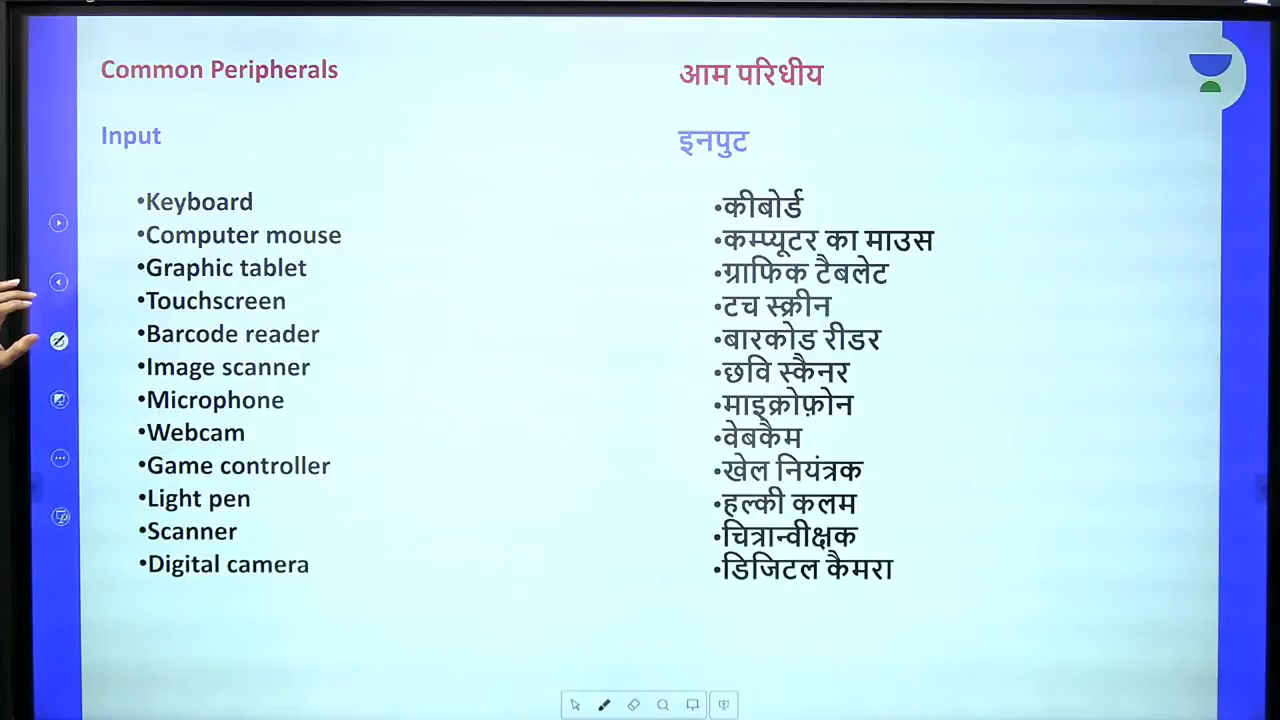 Common Peripherals
Input
•Keyboard
•Computer mouse
•Graphic tablet
•Touchscreen
•Barcode reader
•Image scanner
•Microphone
•Webcam
•Game controller
•Light pen
•Scanner
•Digital camera
आम परिधीय
इनपुट
•कीबोर्ड
•कम्प्यूटर का माउस
•ग्राफिक टैबलेट
•टच स्क्रीन
•बारकोड रीडर
•छवि स्कैनर
•माइक्रोफ़ोन
•वेबकैम
•खेल नियंत्रक
•हल्की कलम
•चित्रान्वीक्षक
•डिजिटल कैमरा